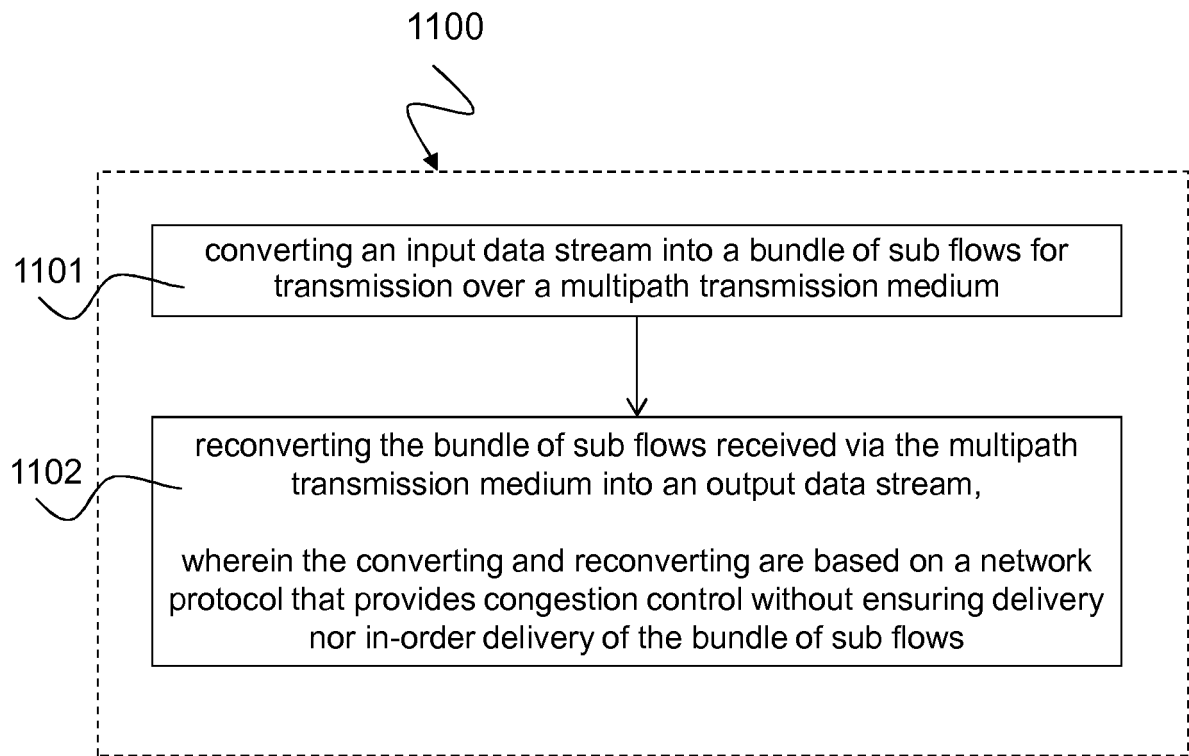 1100
1101
converting an input data stream into a bundle of sub flows for
transmission over a multipath transmission medium
1102
reconverting the bundle of sub flows received via the multipath
transmission medium into an output data stream,
wherein the converting and reconverting are based on a network
protocol that provides congestion control without ensuring delivery
nor in-order delivery of the bundle of sub flows